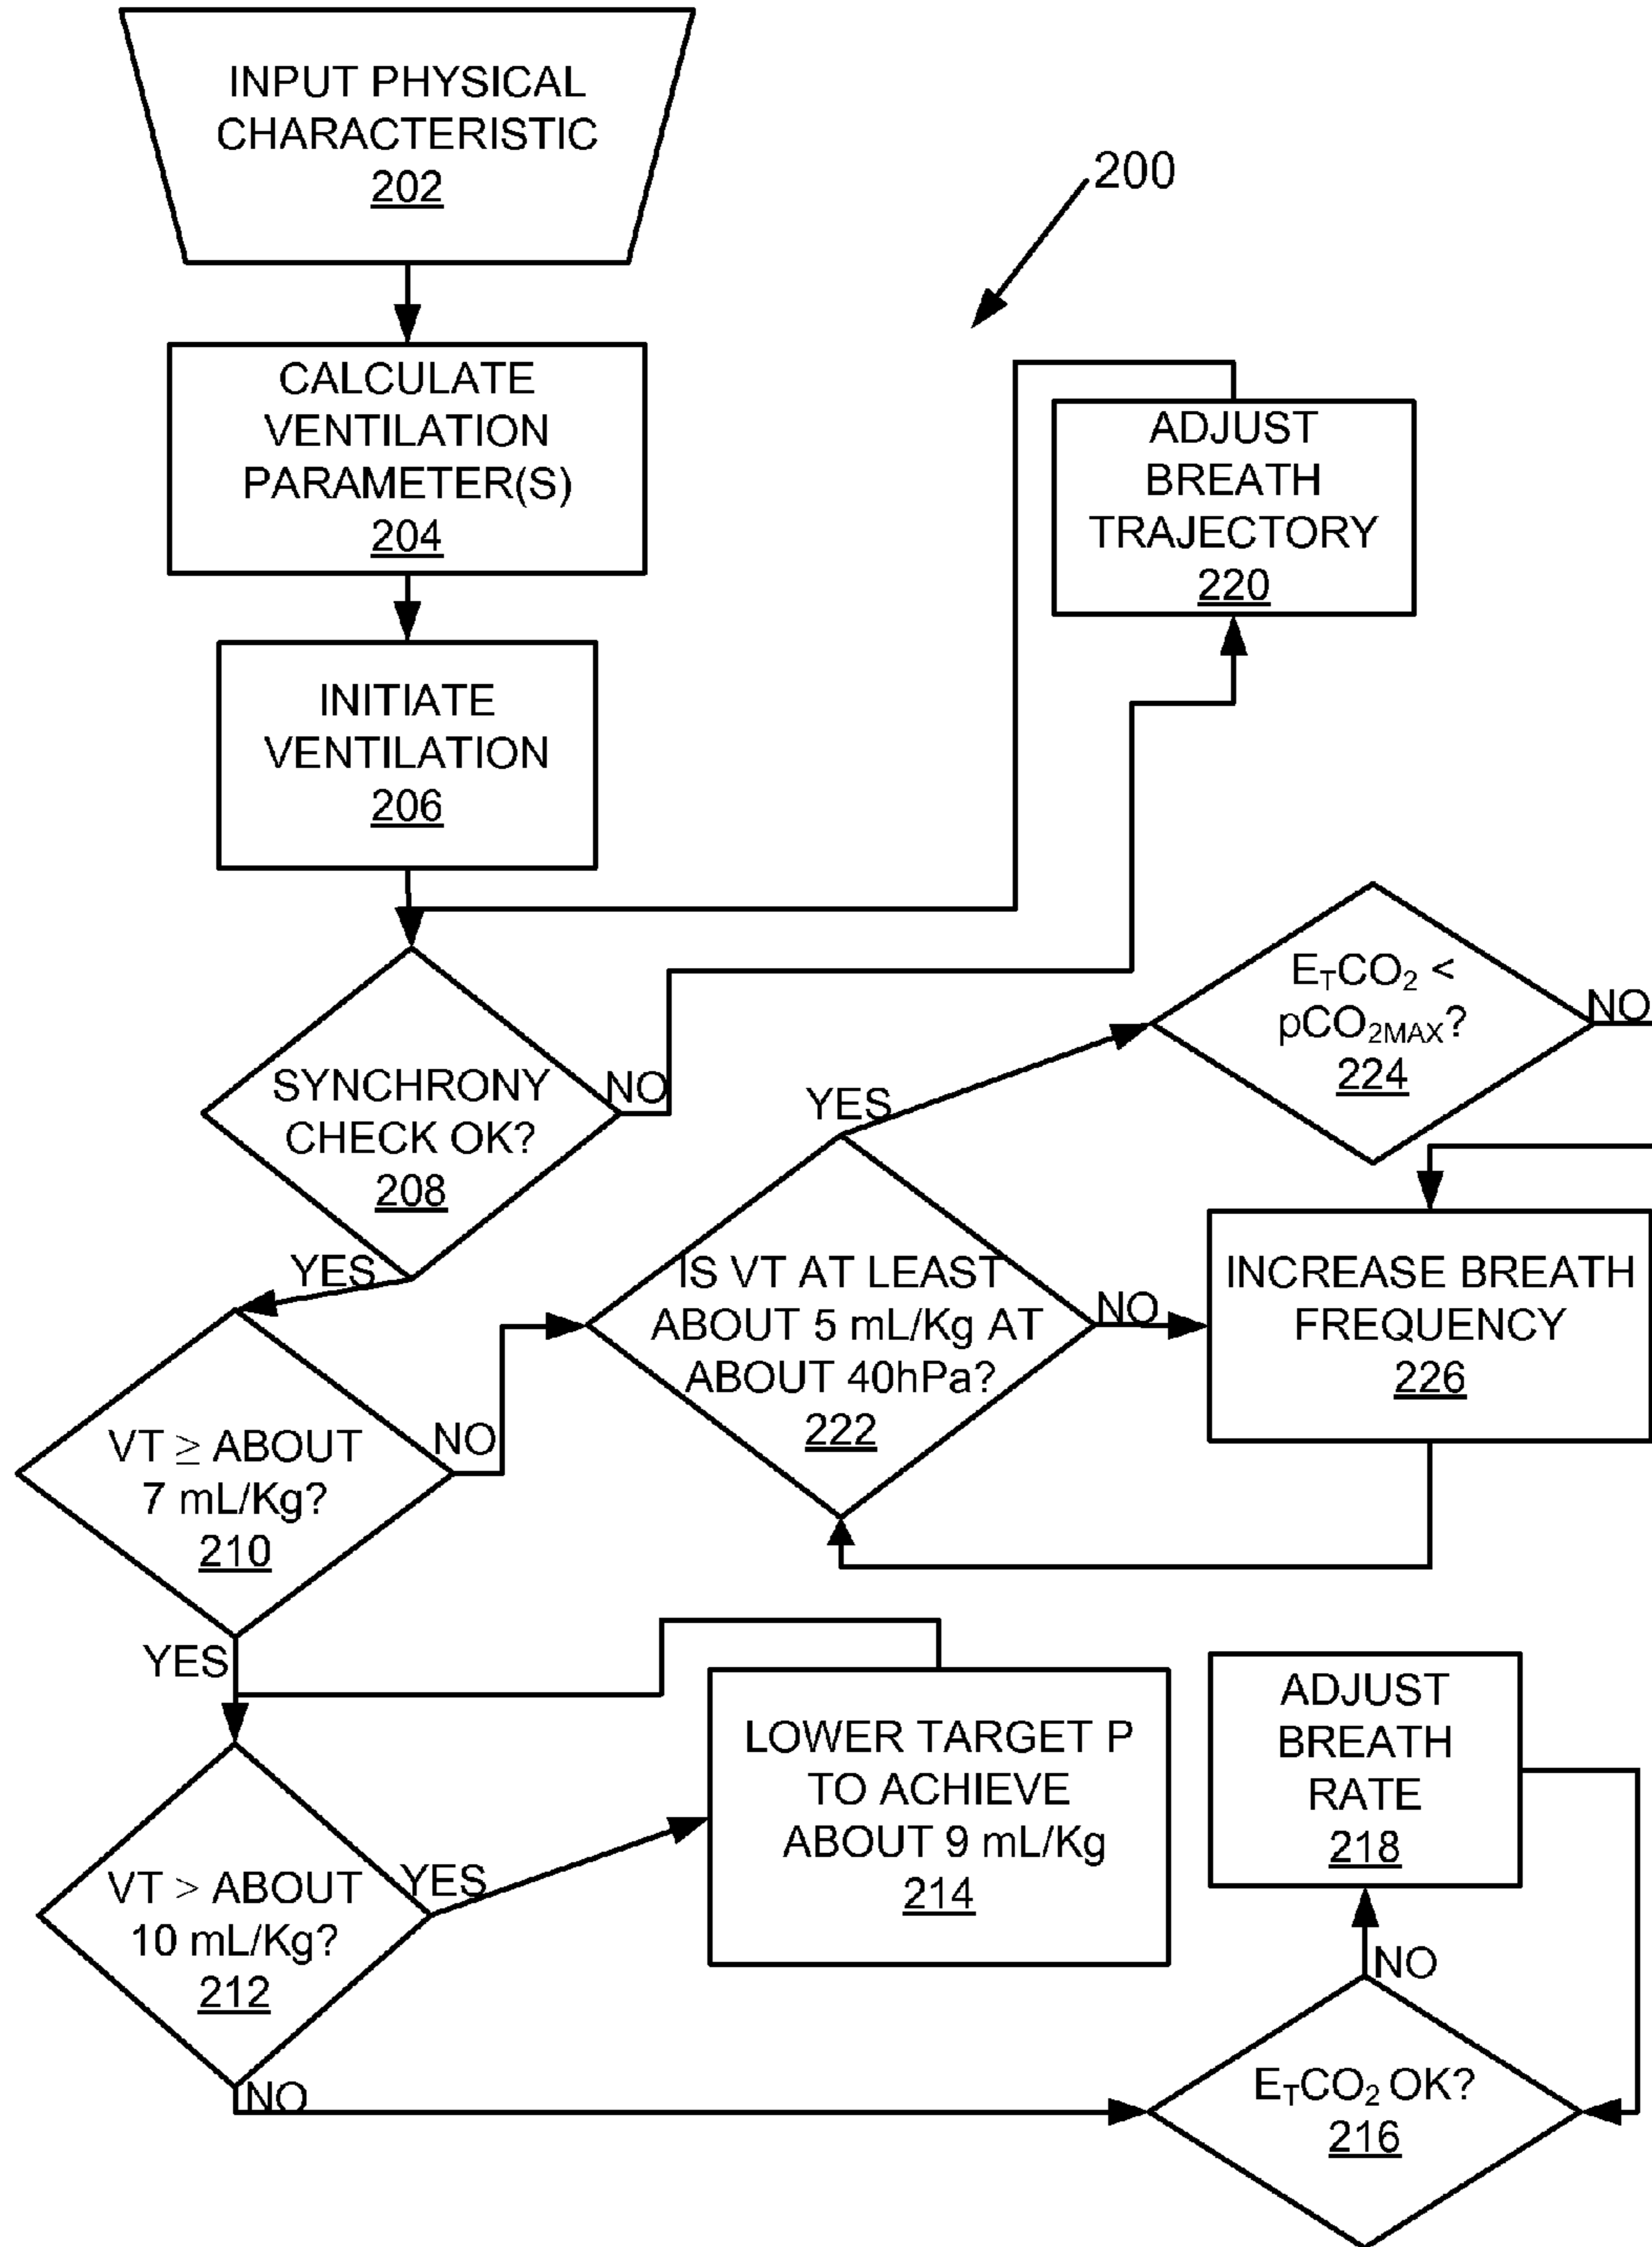 INPUT PHYSICAL
CHARACTERISTIC
202
200
CALCULATE
VENTILATION
PARAMETER(S)
204
ADJUST
BREATH
TRAJECTORY
220
INITIATE
VENTILATION
206
SYNCHRONY
CHECK OK?
208
NO
YES
EₜCO₂ <
pCO₂MAX?
224
NO
YES
IS VT AT LEAST
ABOUT 5 mL/Kg AT
ABOUT 40hPa?
222
NO
INCREASE BREATH
FREQUENCY
226
VT ≥ ABOUT
7 mL/Kg?
210
NO
YES
VT > ABOUT
10 mL/Kg?
212
YES
NO
LOWER TARGET P
TO ACHIEVE
ABOUT 9 mL/Kg
214
ADJUST
BREATH
RATE
218
NO
EₜCO₂ OK?
216